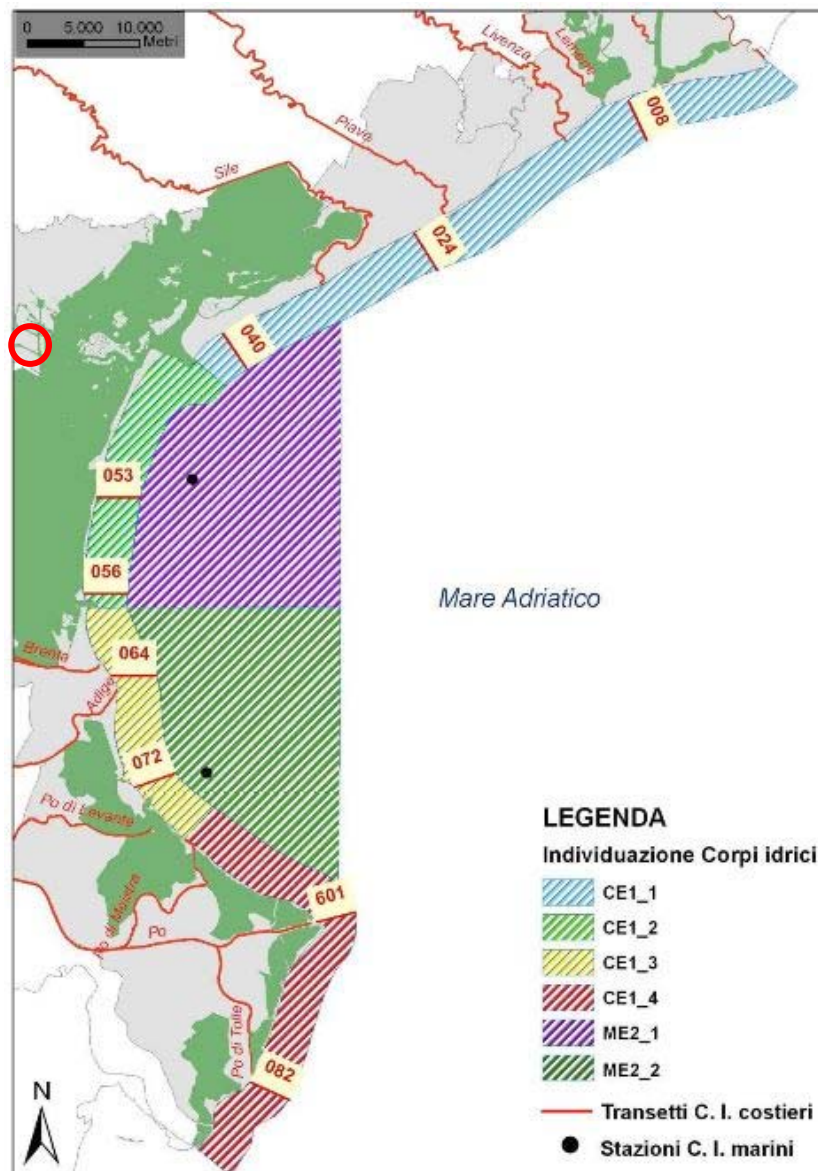 0 5.000 10.000
Metri
Livenza
Lemene
008
Piave
Sile
024
040
053
056
Mare Adriatico
Brenta
064
Adige
072
Po di Levante
Po di Maistra
601
Po
Po di Tolle
082
N
LEGENDA
Individuazione Corpi idrici
CE1_1
CE1_2
CE1_3
CE1_4
ME2_1
ME2_2
Transetti C. I. costieri
Stazioni C. I. marini